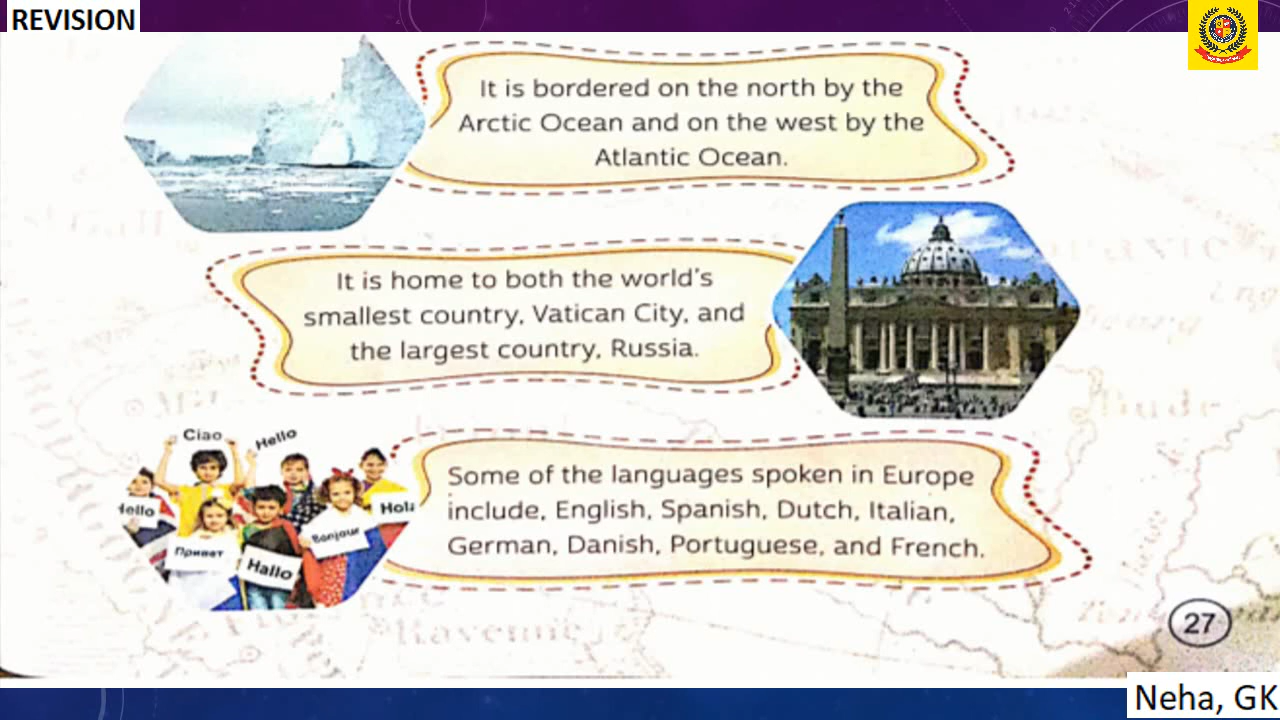 REVISION
It is bordered on the north by the
Arctic Ocean and on the west by the
Atlantic Ocean.
It is home to both the world's
smallest country, Vatican City, and
the largest country, Russia.
Ciao
Hello
Hello
Hola
Привет
Hallo
Bonjour
Some of the languages spoken in Europe
include, English, Spanish, Dutch, Italian,
German, Danish, Portuguese, and French.
27
Neha, GK